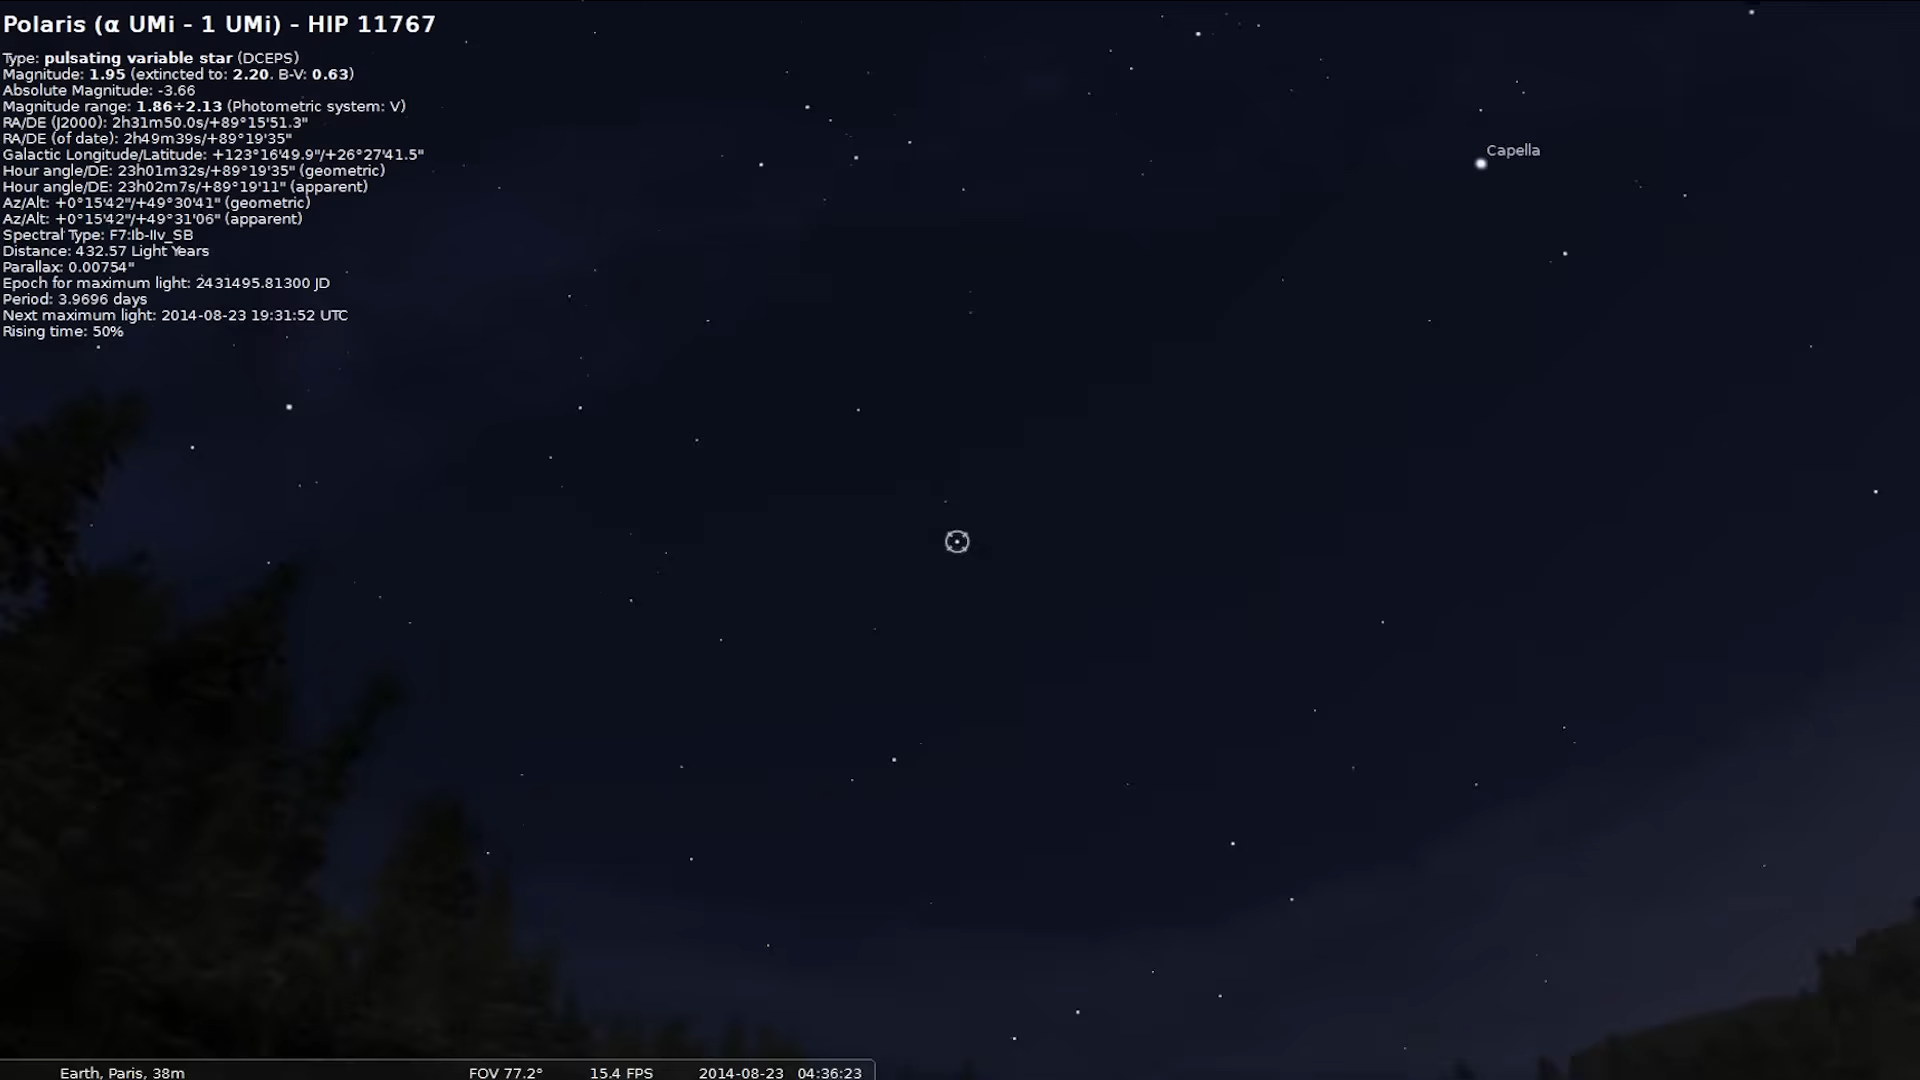 Polaris (α UMi - 1 UMi) - HIP 11767
Type: pulsating variable star (DCEPS)
Magnitude: 1.95 (extincted to: 2.20. B-V: 0.63)
Absolute Magnitude: -3.66
Magnitude range: 1.86÷2.13 (Photometric system: V)
RA/DE (J2000): 2h31m50.0s/+89°15'51.3"
RA/DE (of date): 2h49m39s/+89°19'35"
Galactic Longitude/Latitude: +123°16'49.9"/+26°27'41.5"
Hour angle/DE: 23h01m32s/+89°19'35" (geometric)
Hour angle/DE: 23h02m7s/+89°19'11" (apparent)
Az/Alt: +0°15'42"/+49°30'41" (geometric)
Az/Alt: +0°15'42"/+49°31'06" (apparent)
Spectral Type: F7:Ib-IIv_SB
Distance: 432.57 Light Years
Parallax: 0.00754"
Epoch for maximum light: 2431495.81300 JD
Period: 3.9696 days
Next maximum light: 2014-08-23 19:31:52 UTC
Rising time: 50%
Capella
Earth, Paris, 38m FOV 77.2° 15.4 FPS 2014-08-23 04:36:23